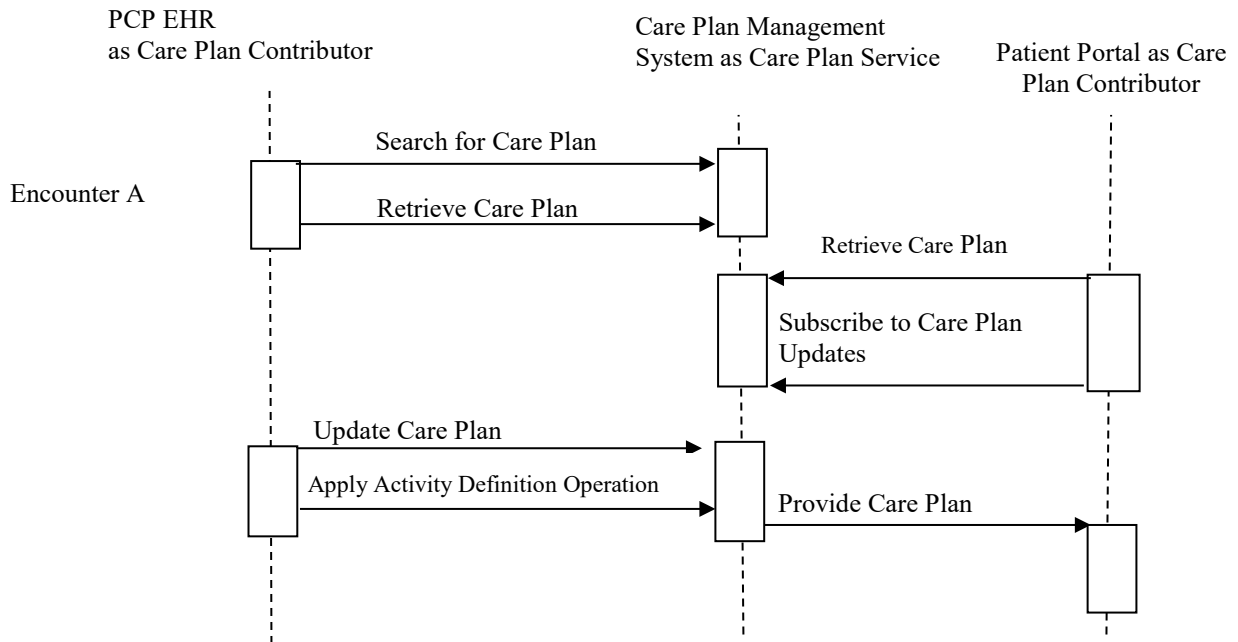 PCP EHR
as Care Plan Contributor
Care Plan Management
System as Care Plan Service
Patient Portal as Care
Plan Contributor
Search for Care Plan
Encounter A
Retrieve Care Plan
Retrieve Care Plan
Subscribe to Care Plan
Updates
Update Care Plan
Apply Activity Definition Operation
Provide Care Plan